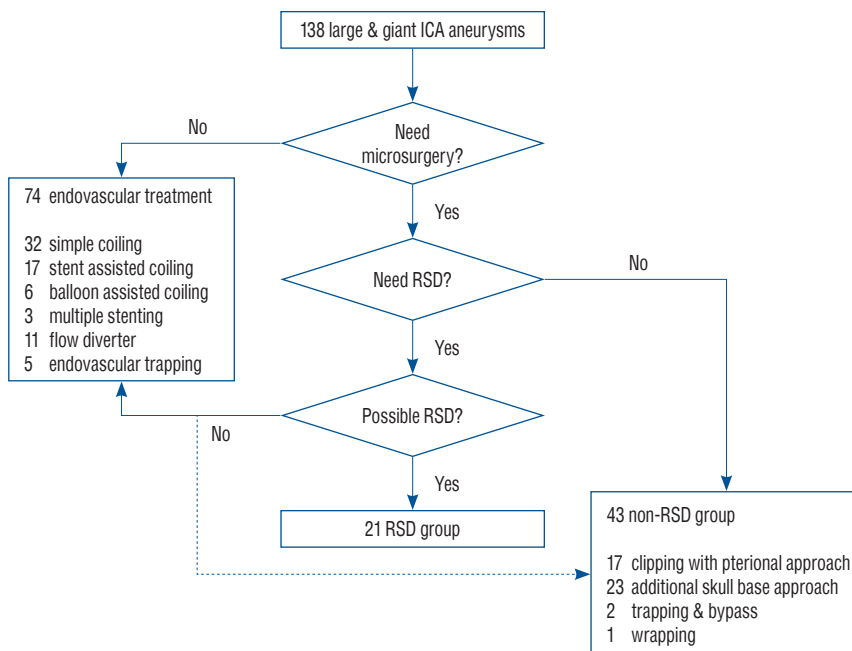 138 large & giant ICA aneurysms
No
Need
microsurgery?
74 endovascular treatment
32 simple coiling
17 stent assisted coiling
6 balloon assisted coiling
3 multiple stenting
11 flow diverter
5 endovascular trapping
Yes
Need RSD?
No
Yes
Possible RSD?
No
Yes
21 RSD group
43 non-RSD group
17 clipping with pterional approach
23 additional skull base approach
2 trapping & bypass
1 wrapping